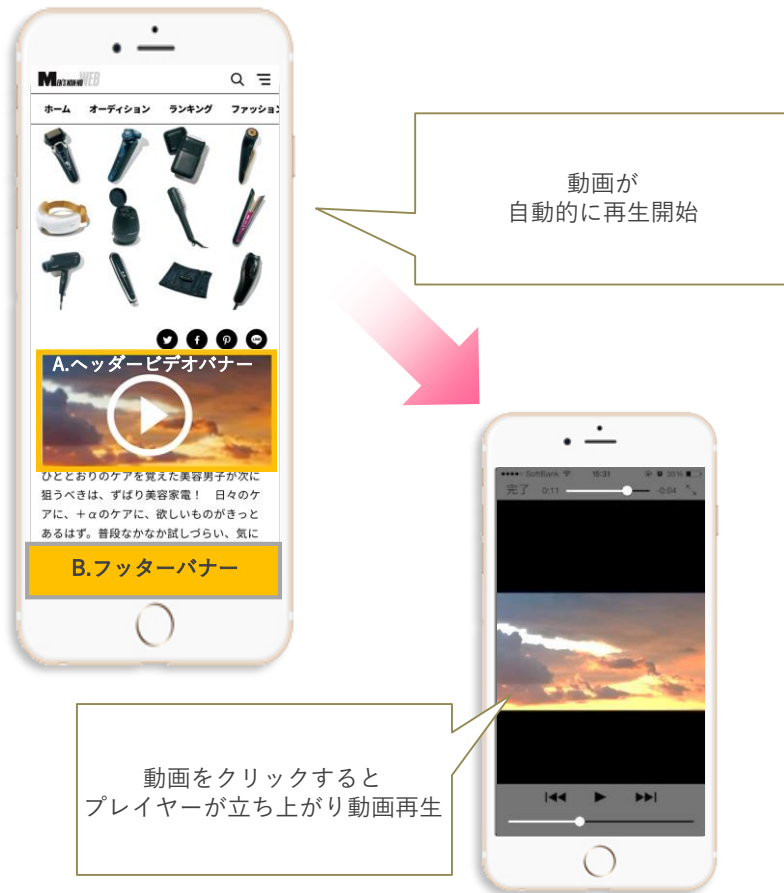 MEN'S NON-NO WEB
ホーム オーディション ランキング ファッション
動画が
自動的に再生開始
LINE
A.ヘッダービデオバナー
ひととおりのケアを覚えた美容男子が次に
狙うべきは、ずばり美容家電！ 日々のケ
アに、＋αのケアに、欲しいものがきっと
あるはず。普段なかなか試しづらい、気に
B.フッターバナー
SoftBank 15:31 35%
完了 0:11 -0:04
動画をクリックすると
プレイヤーが立ち上がり動画再生